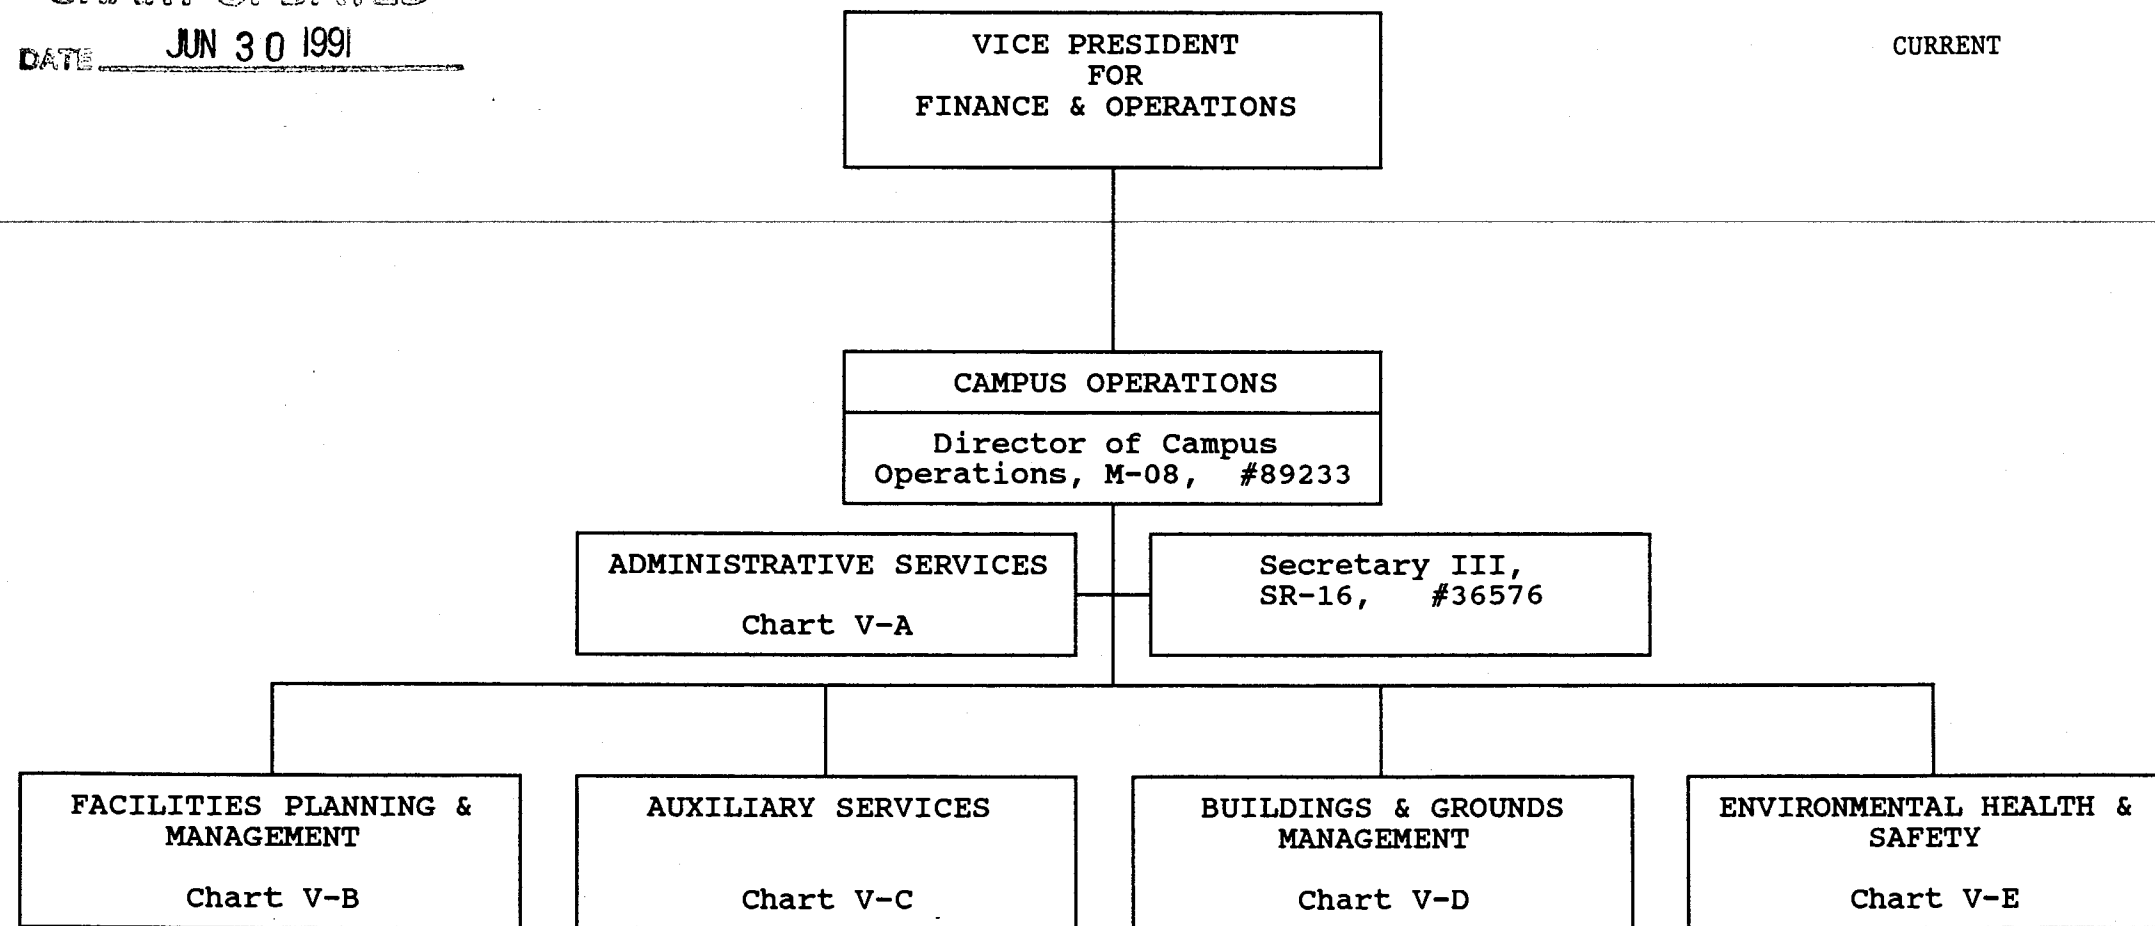 CHART UPDATED
DATE JUN 30 1991
CURRENT
VICE PRESIDENT
FOR
FINANCE & OPERATIONS
CAMPUS OPERATIONS
Director of Campus
Operations, M-08, #89233
ADMINISTRATIVE SERVICES
Chart V-A
Secretary III,
SR-16, #36576
FACILITIES PLANNING &
MANAGEMENT
Chart V-B
AUXILIARY SERVICES
Chart V-C
BUILDINGS & GROUNDS
MANAGEMENT
Chart V-D
ENVIRONMENTAL HEALTH &
SAFETY
Chart V-E